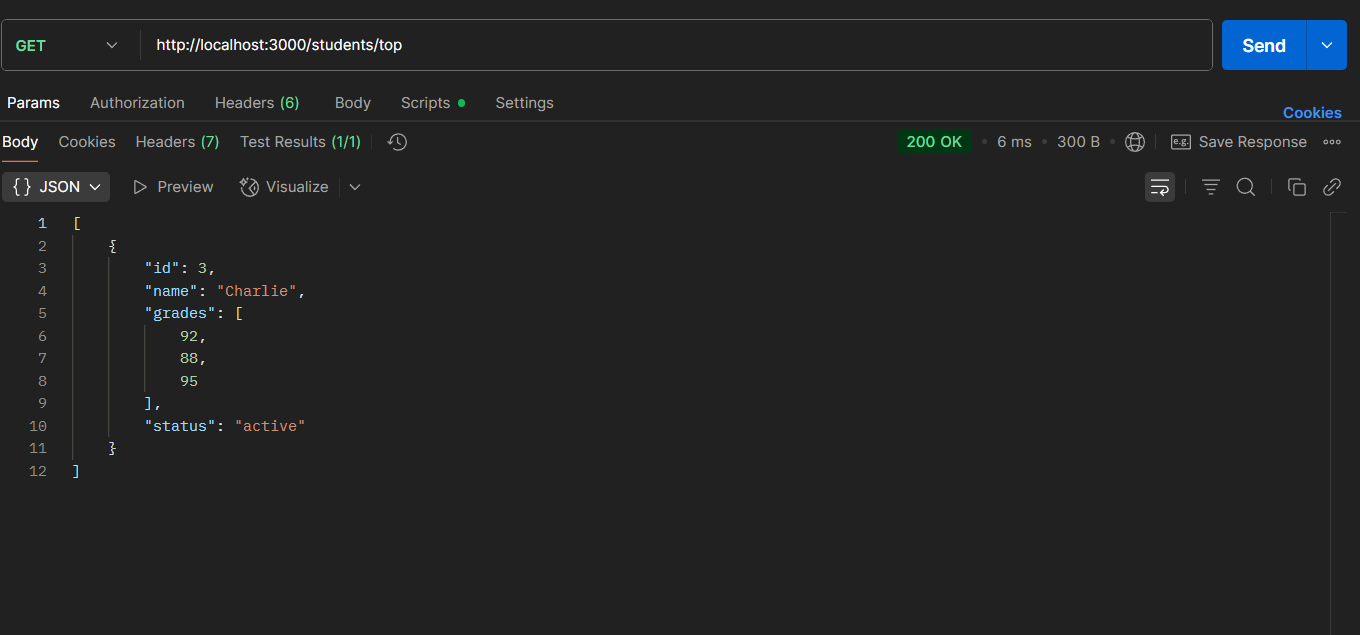 GET http://localhost:3000/students/top Send
Params Authorization Headers (6) Body Scripts Settings Cookies
Body Cookies Headers (7) Test Results (1/1) 200 OK • 6 ms • 300 B • e.g. Save Response
{} JSON Preview Visualize
1 [
2 {
3 "id": 3,
4 "name": "Charlie",
5 "grades": [
6 92,
7 88,
8 95
9 ],
10 "status": "active"
11 }
12 ]